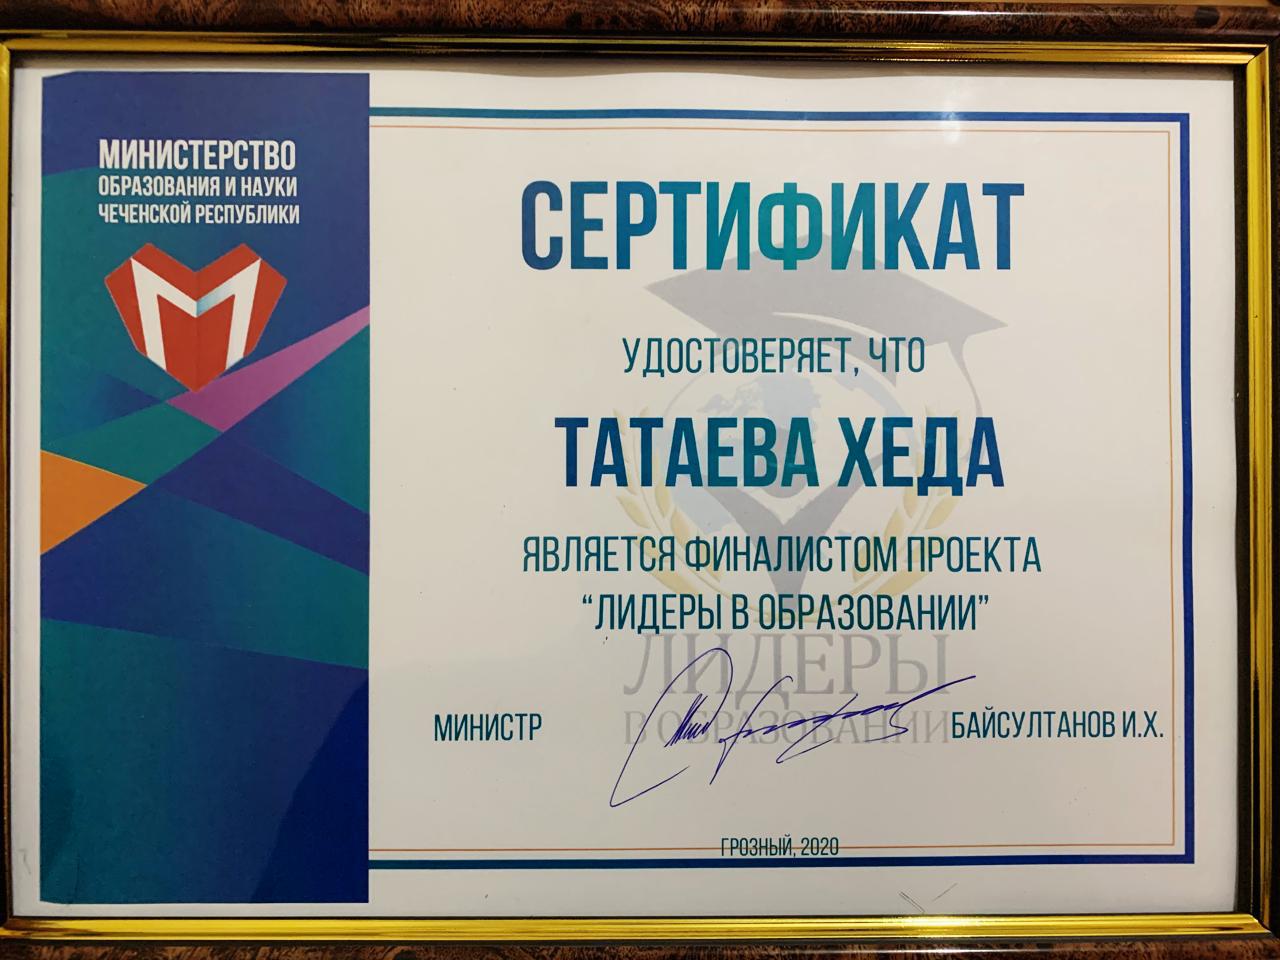 МИНИСТЕРСТВО
ОБРАЗОВАНИЯ И НАУКИ
ЧЕЧЕНСКОЙ РЕСПУБЛИКИ
СЕРТИФИКАТ
УДОСТОВЕРЯЕТ, ЧТО
ТАТАЕВА ХЕДА
ЯВЛЯЕТСЯ ФИНАЛИСТОМ ПРОЕКТА
“ЛИДЕРЫ В ОБРАЗОВАНИИ”
ЛИДЕРЫ
В ОБРАЗОВАНИИ
МИНИСТР
БАЙСУЛТАНОВ И.Х.
ГРОЗНЫЙ, 2020